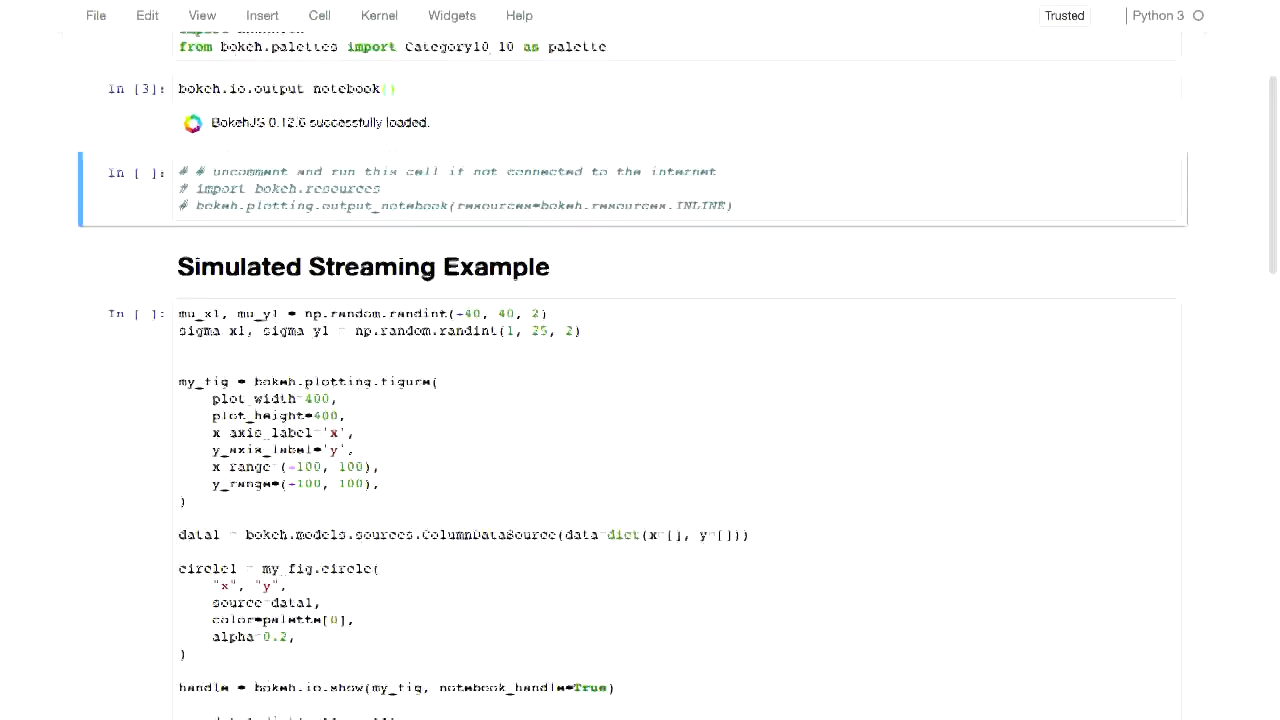 File Edit View Insert Cell Kernel Widgets Help Trusted Python 3
from bokeh.palettes import Category10_10 as palette
In [3]: bokeh.io.output_notebook()
BokehJS 0.12.6 successfully loaded.
In [ ]: # # uncomment and run this cell if not connected to the internet
# import bokeh.resources
# bokeh.plotting.output_notebook(resources=bokeh.resources.INLINE)
Simulated Streaming Example
In [ ]: mu_x1, mu_y1 = np.random.randint(-40, 40, 2)
sigma_x1, sigma_y1 = np.random.randint(1, 25, 2)
my_fig = bokeh.plotting.figure(
plot_width=400,
plot_height=400,
x_axis_label='x',
y_axis_label='y',
x_range=(-100, 100),
y_range=(-100, 100),
)
data1 = bokeh.models.sources.ColumnDataSource(data=dict(x=[], y=[]))
circle1 = my_fig.circle(
"x", "y",
source=data1,
color=palette[0],
alpha=0.2,
)
handle = bokeh.io.show(my_fig, notebook_handle=True)